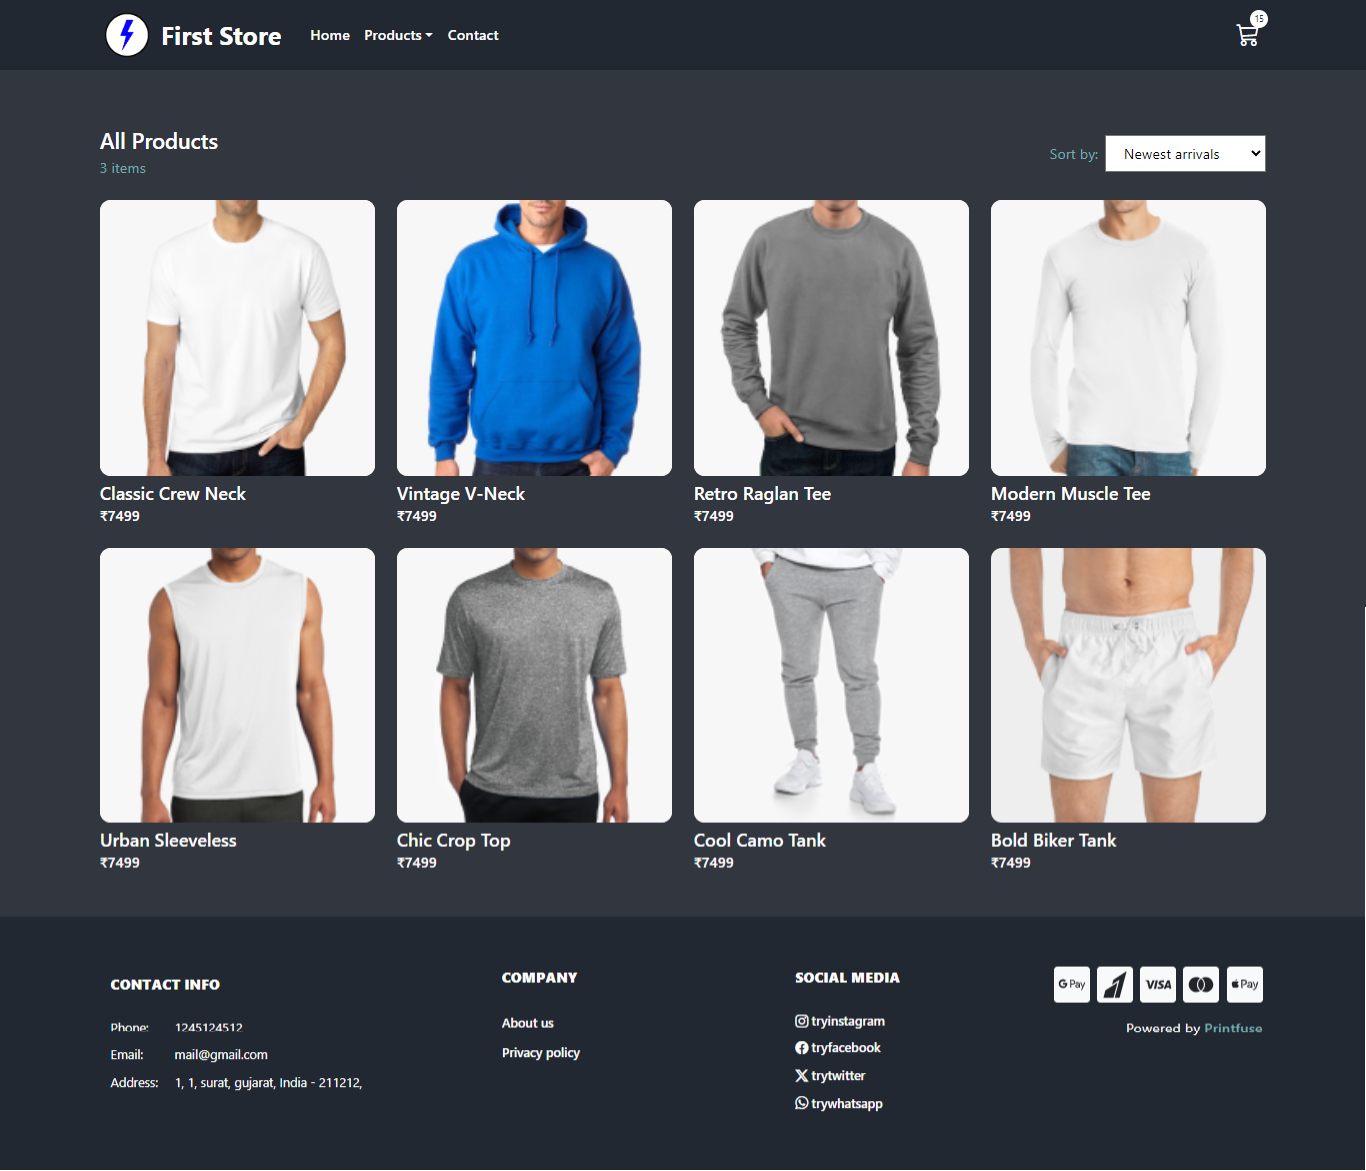 First Store
Home Products Contact
15
All Products
3 items
Sort by: Newest arrivals
Classic Crew Neck
₹7499
Vintage V-Neck
₹7499
Retro Raglan Tee
₹7499
Modern Muscle Tee
₹7499
Urban Sleeveless
₹7499
Chic Crop Top
₹7499
Cool Camo Tank
₹7499
Bold Biker Tank
₹7499
CONTACT INFO
Phone: 1245124512
Email: mail@gmail.com
Address: 1, 1, surat, gujarat, India - 211212,
COMPANY
About us
Privacy policy
SOCIAL MEDIA
tryinstagram
tryfacebook
trytwitter
trywhatsapp
G Pay VISA Pay
Powered by Printfuse